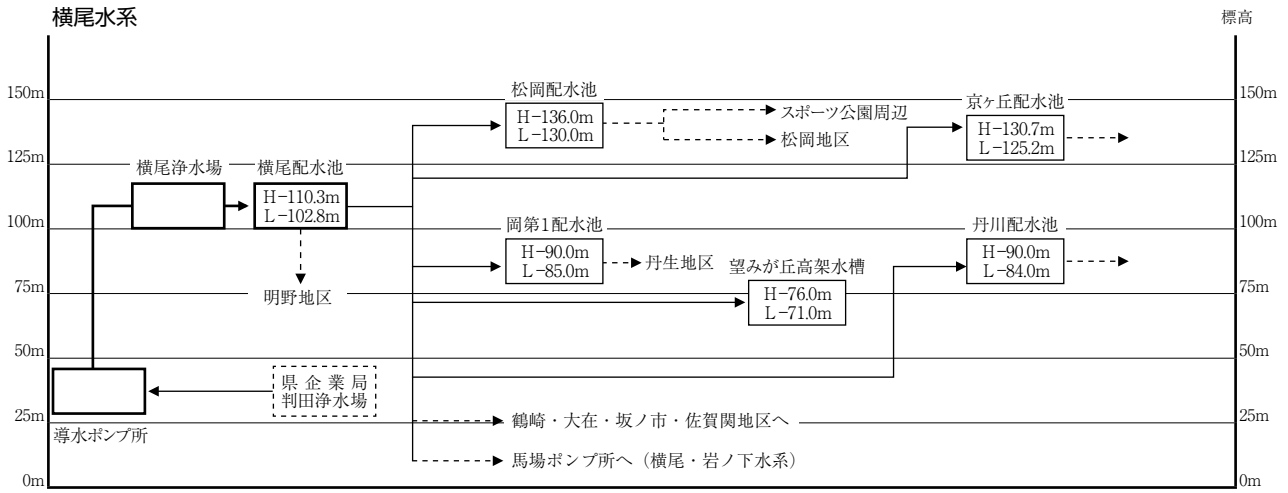 横尾水系
標高
150m
150m
松岡配水池
H-136.0m
L-130.0m
スポーツ公園周辺
松岡地区
京ヶ丘配水池
H-130.7m
L-125.2m
125m
125m
横尾浄水場
横尾配水池
H-110.3m
L-102.8m
100m
100m
岡第1配水池
H-90.0m
L-85.0m
丹生地区
望みが丘高架水槽
H-76.0m
L-71.0m
丹川配水池
H-90.0m
L-84.0m
75m
75m
明野地区
50m
50m
県企業局
判田浄水場
25m
25m
導水ポンプ所
鶴崎・大在・坂ノ市・佐賀関地区へ
馬場ポンプ所へ（横尾・岩ノ下水系）
0m
0m